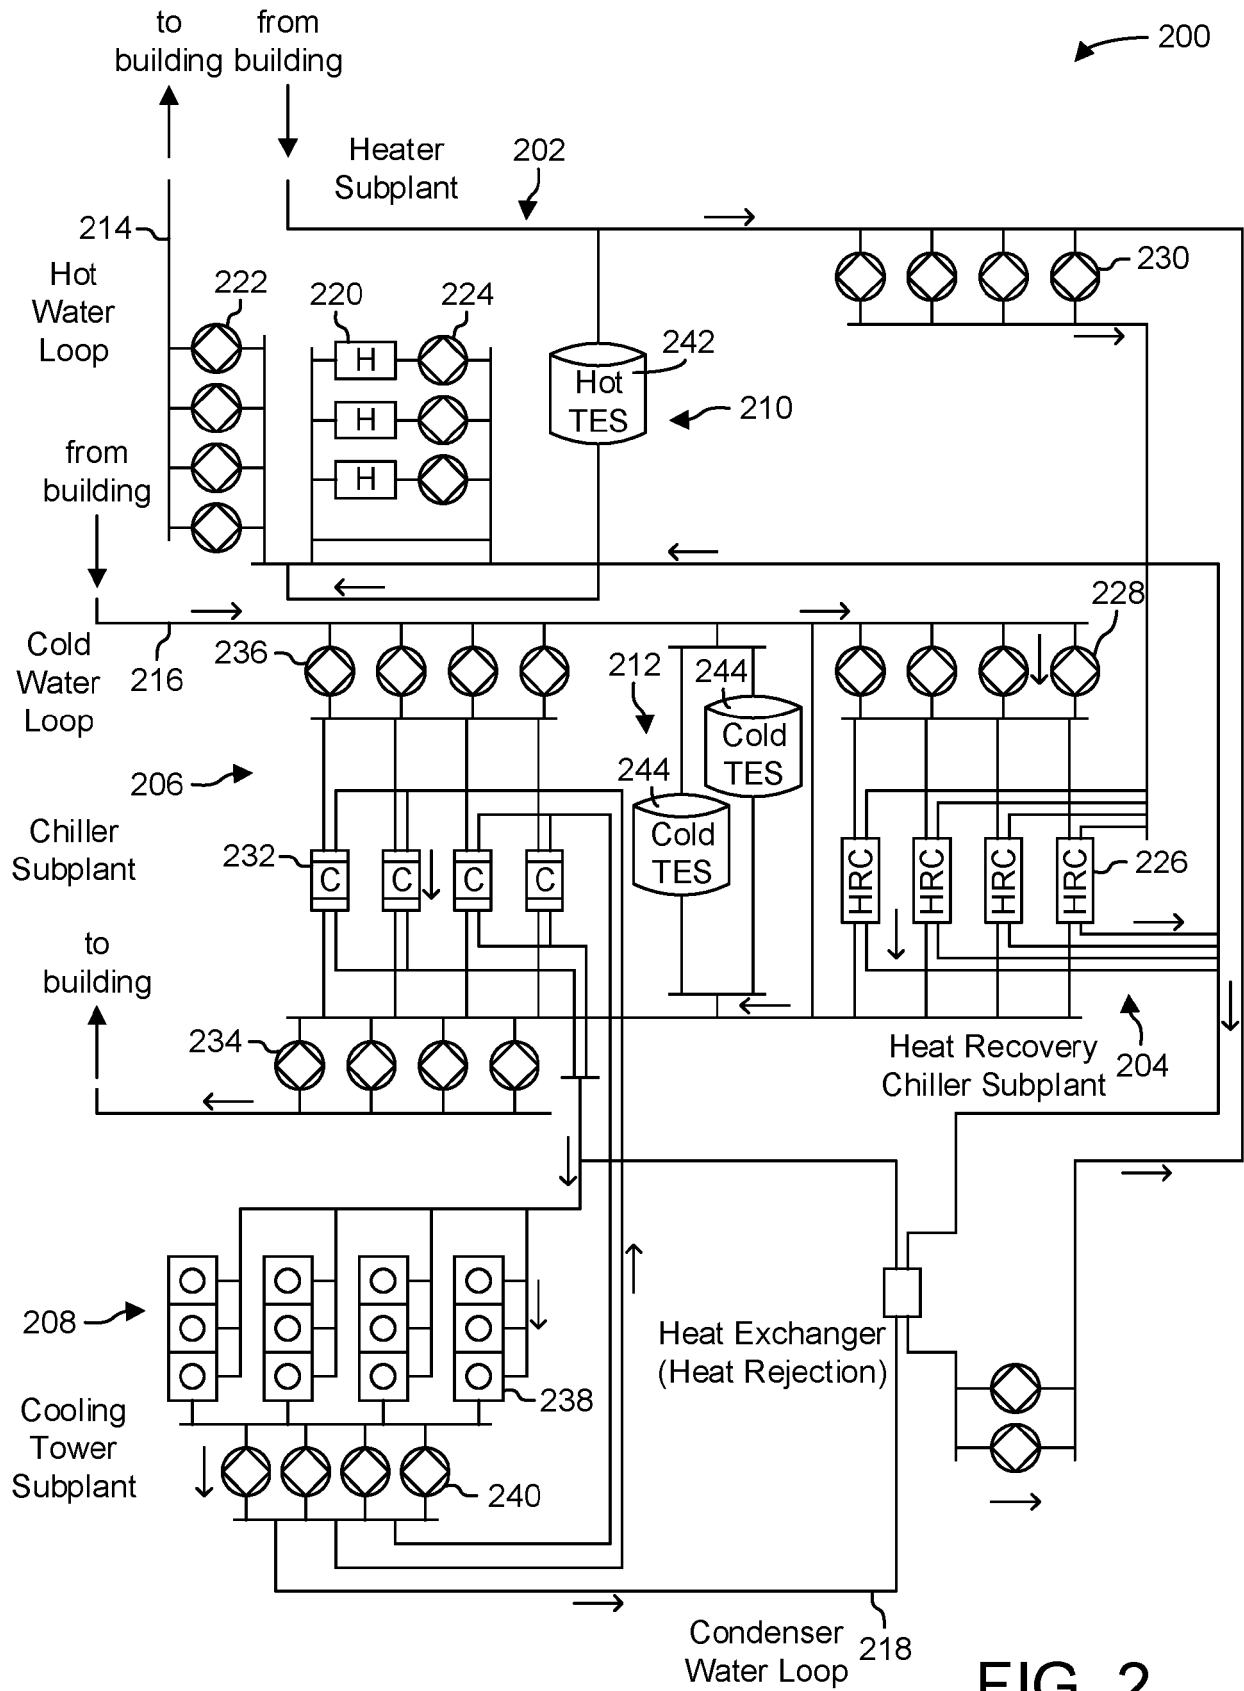 to
building
from
building
200
Heater
Subplant
202
214
Hot
Water
Loop
222
220
224
230
H
H
H
Hot
TES
242
210
from
building
228
Cold
Water
Loop
216
236
212
244
Cold
TES
244
Cold
TES
206
Chiller
Subplant
232
C
C
C
C
HRC
HRC
HRC
HRC
226
to
building
234
Heat Recovery
Chiller Subplant
204
208
Heat Exchanger
(Heat Rejection)
238
Cooling
Tower
Subplant
240
Condenser
Water Loop
218
FIG. 2